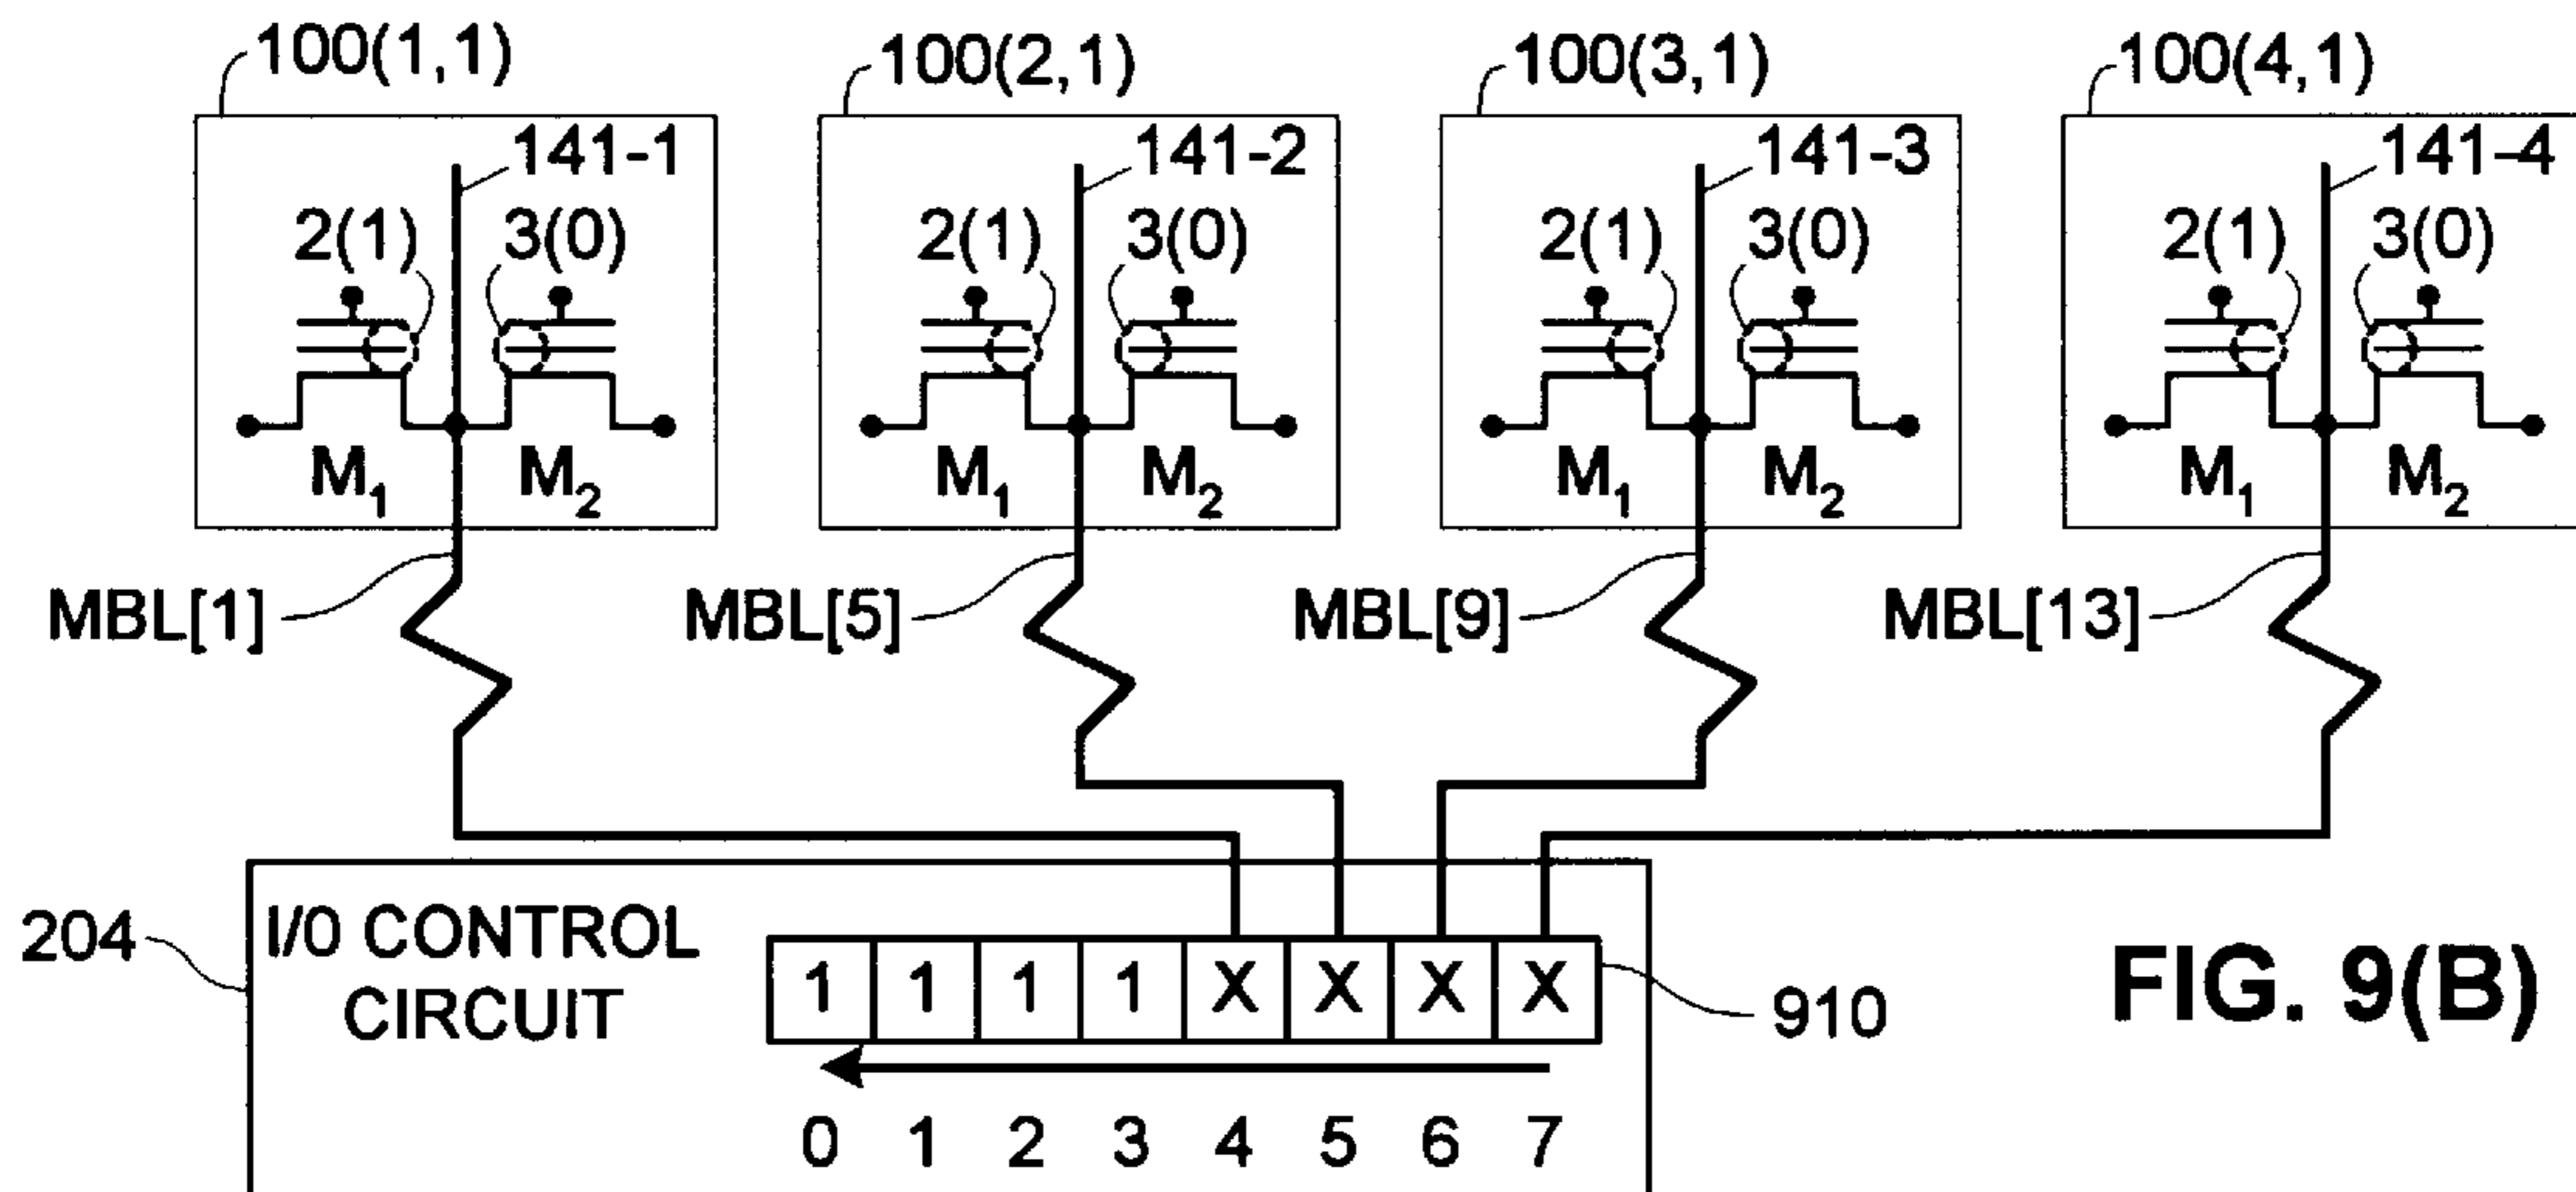 100(1,1) 100(2,1) 100(3,1) 100(4,1)
141-1 141-2 141-3 141-4
2(1) 3(0) 2(1) 3(0) 2(1) 3(0) 2(1) 3(0)
M1 M2 M1 M2 M1 M2 M1 M2
MBL[1] MBL[5] MBL[9] MBL[13]
204 I/0 CONTROL
CIRCUIT
1 1 1 1 X X X X
910
0 1 2 3 4 5 6 7
FIG. 9(B)